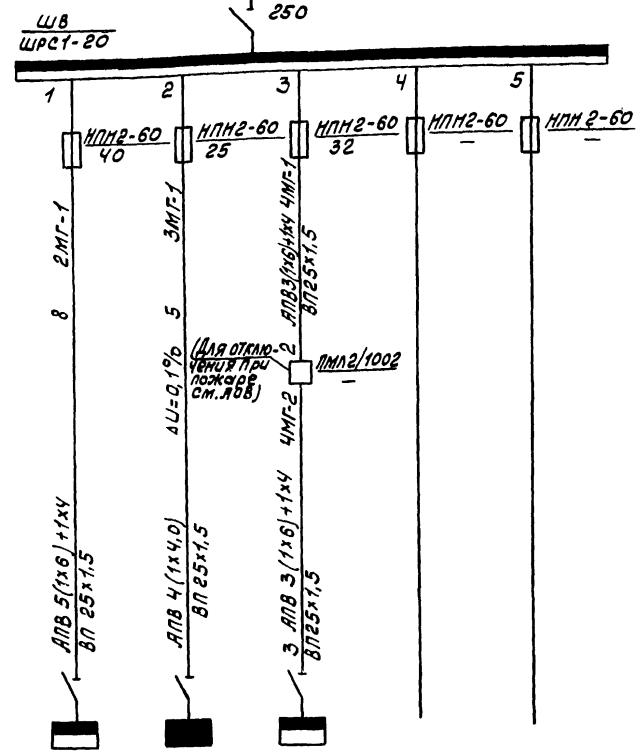 250
ШВ
ШРС1-20
1
2
3
4
5
НПН2-60
40
НПН2-60
25
НПН2-60
32
НПН2-60
—
НПН2-60
—
2МГ-1
8
АПВ 5(1х6)+1х4
ВП 25х1,5
3МГ-1
5
ΔU=0,1%
АПВ 4(1х4,0)
ВП 25х1,5
4МГ-1
АПВ3(1х6)+1х4
ВП25х1,5
2
(Для отклю-
чения при
пожаре
см. АОВ)
ПМЛ2/1002
—
4МГ-2
3 АПВ 3(1х6)+1х4
ВП25х1,5